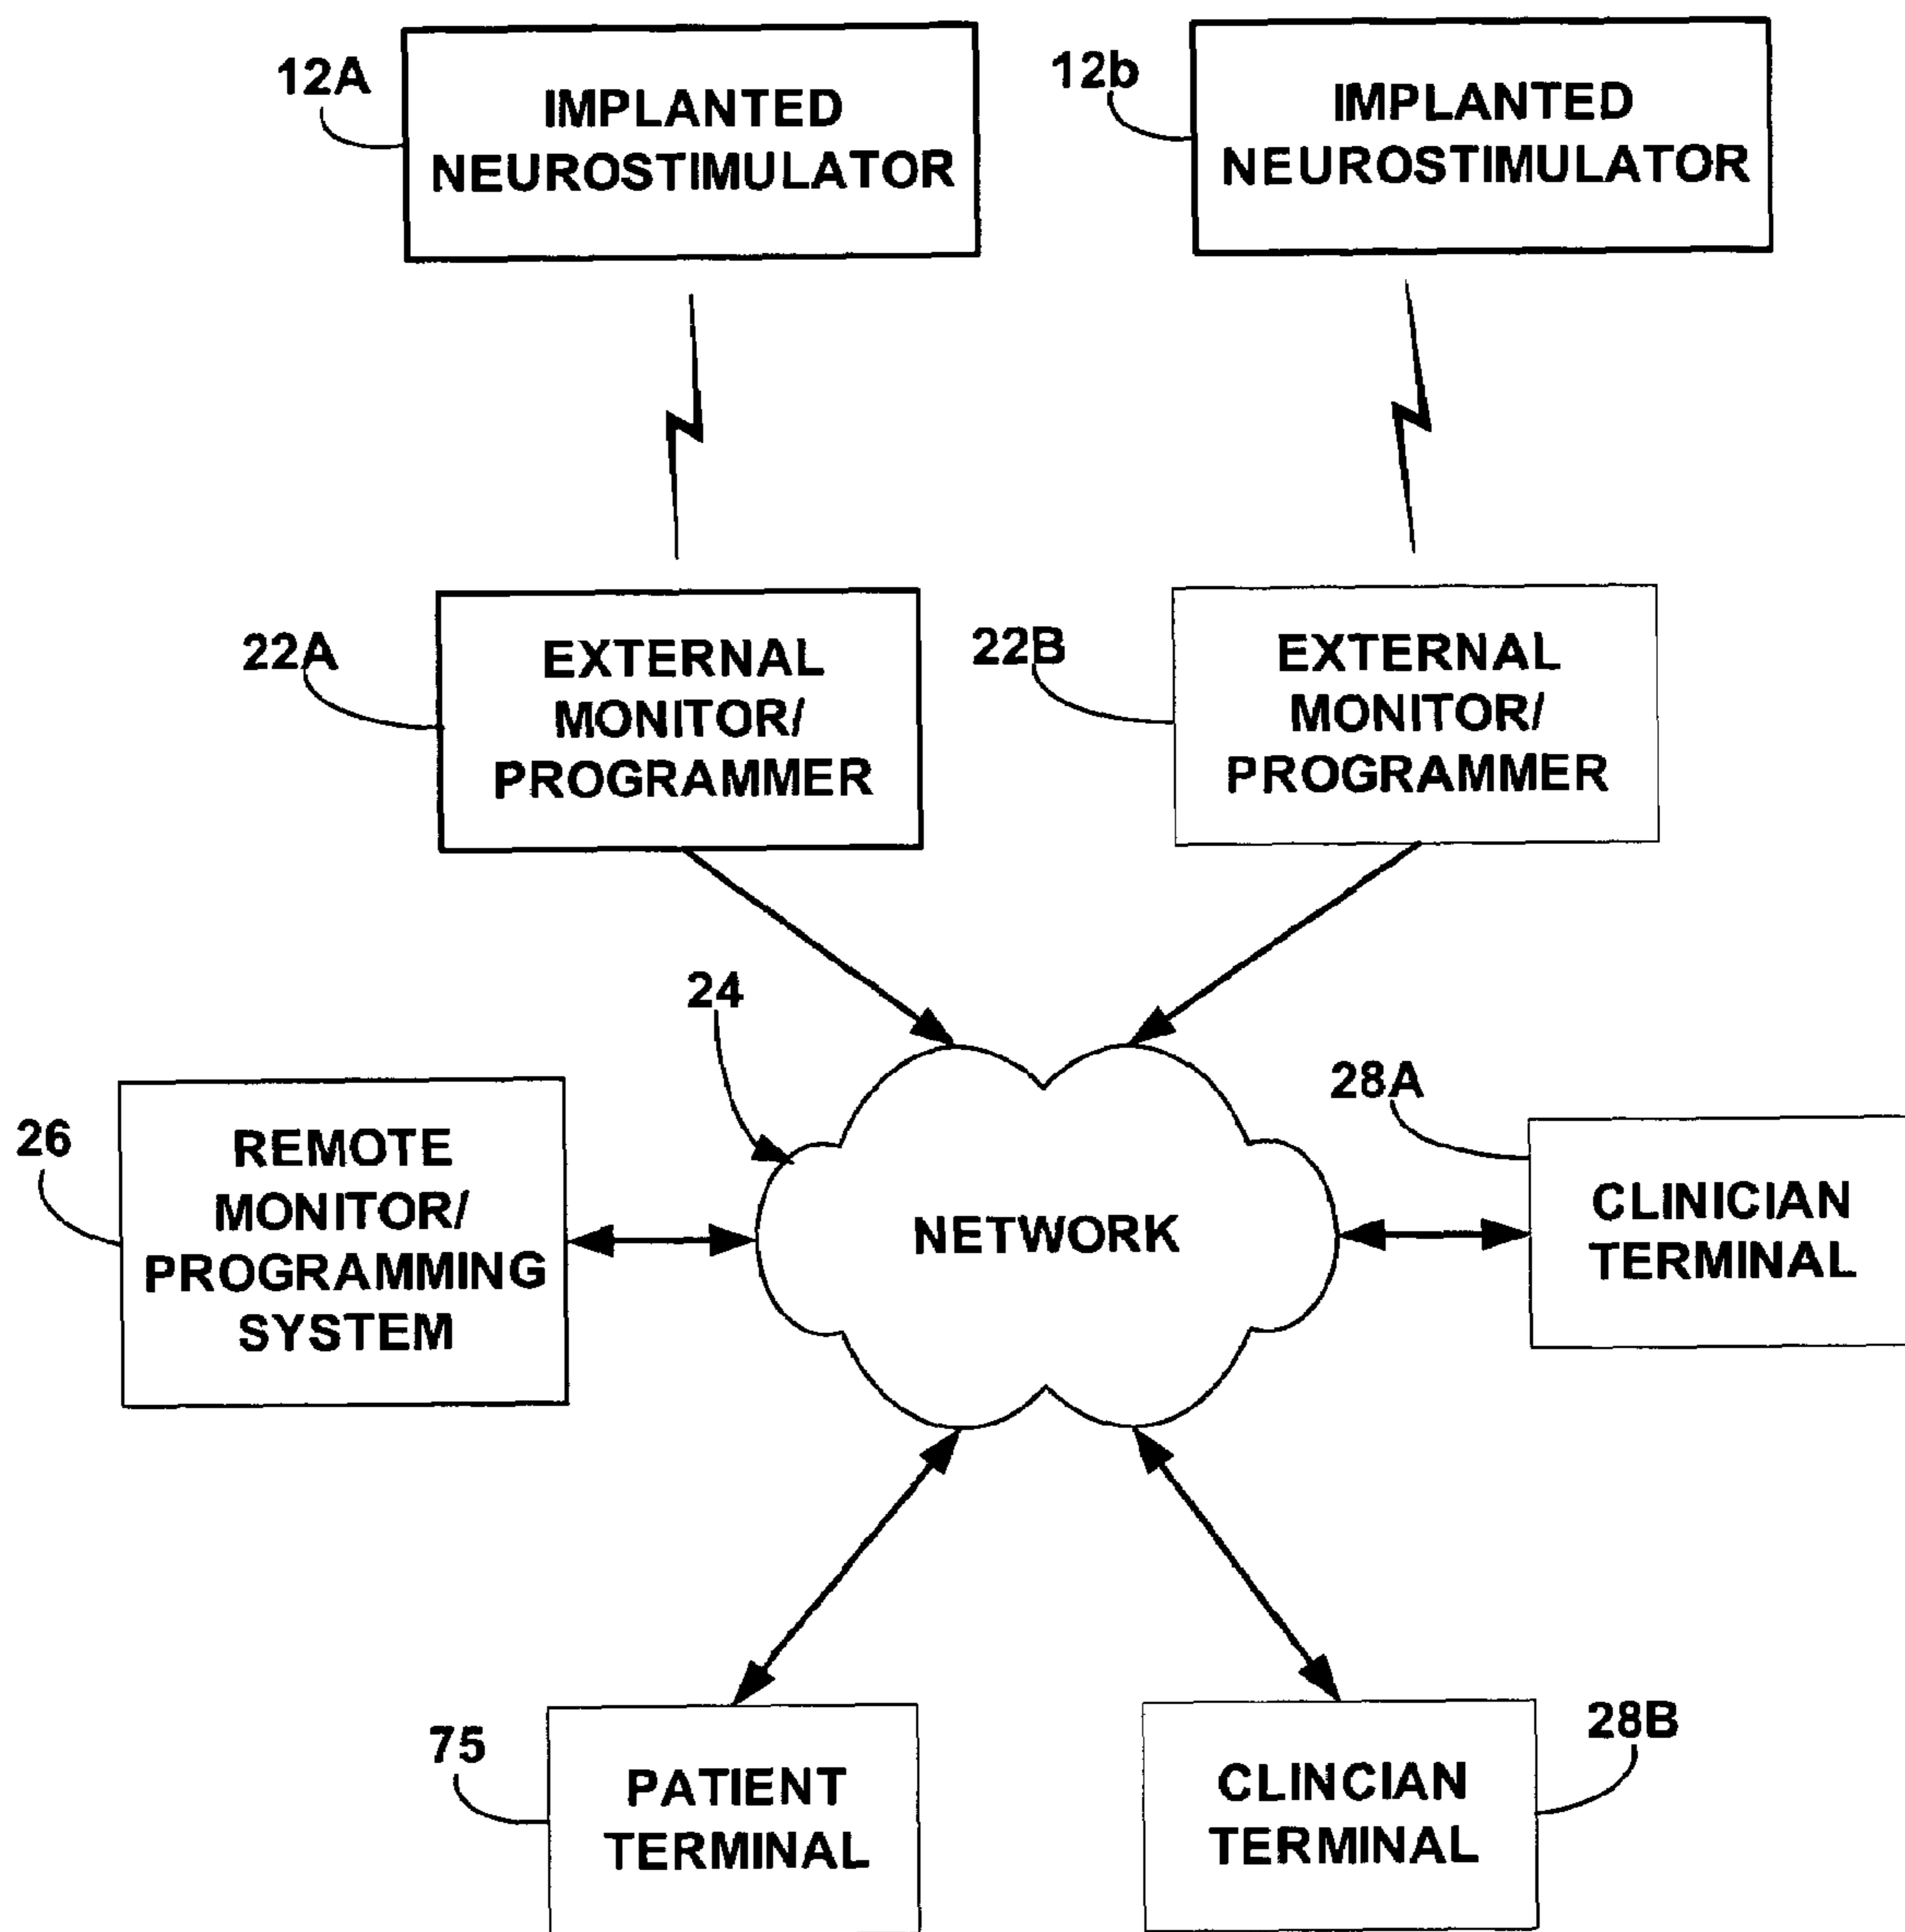 12A
IMPLANTED
NEUROSTIMULATOR
12b
IMPLANTED
NEUROSTIMULATOR
22A
EXTERNAL
MONITOR/
PROGRAMMER
22B
EXTERNAL
MONITOR/
PROGRAMMER
24
26
REMOTE
MONITOR/
PROGRAMMING
SYSTEM
NETWORK
28A
CLINICIAN
TERMINAL
75
PATIENT
TERMINAL
CLINCIAN
TERMINAL
28B